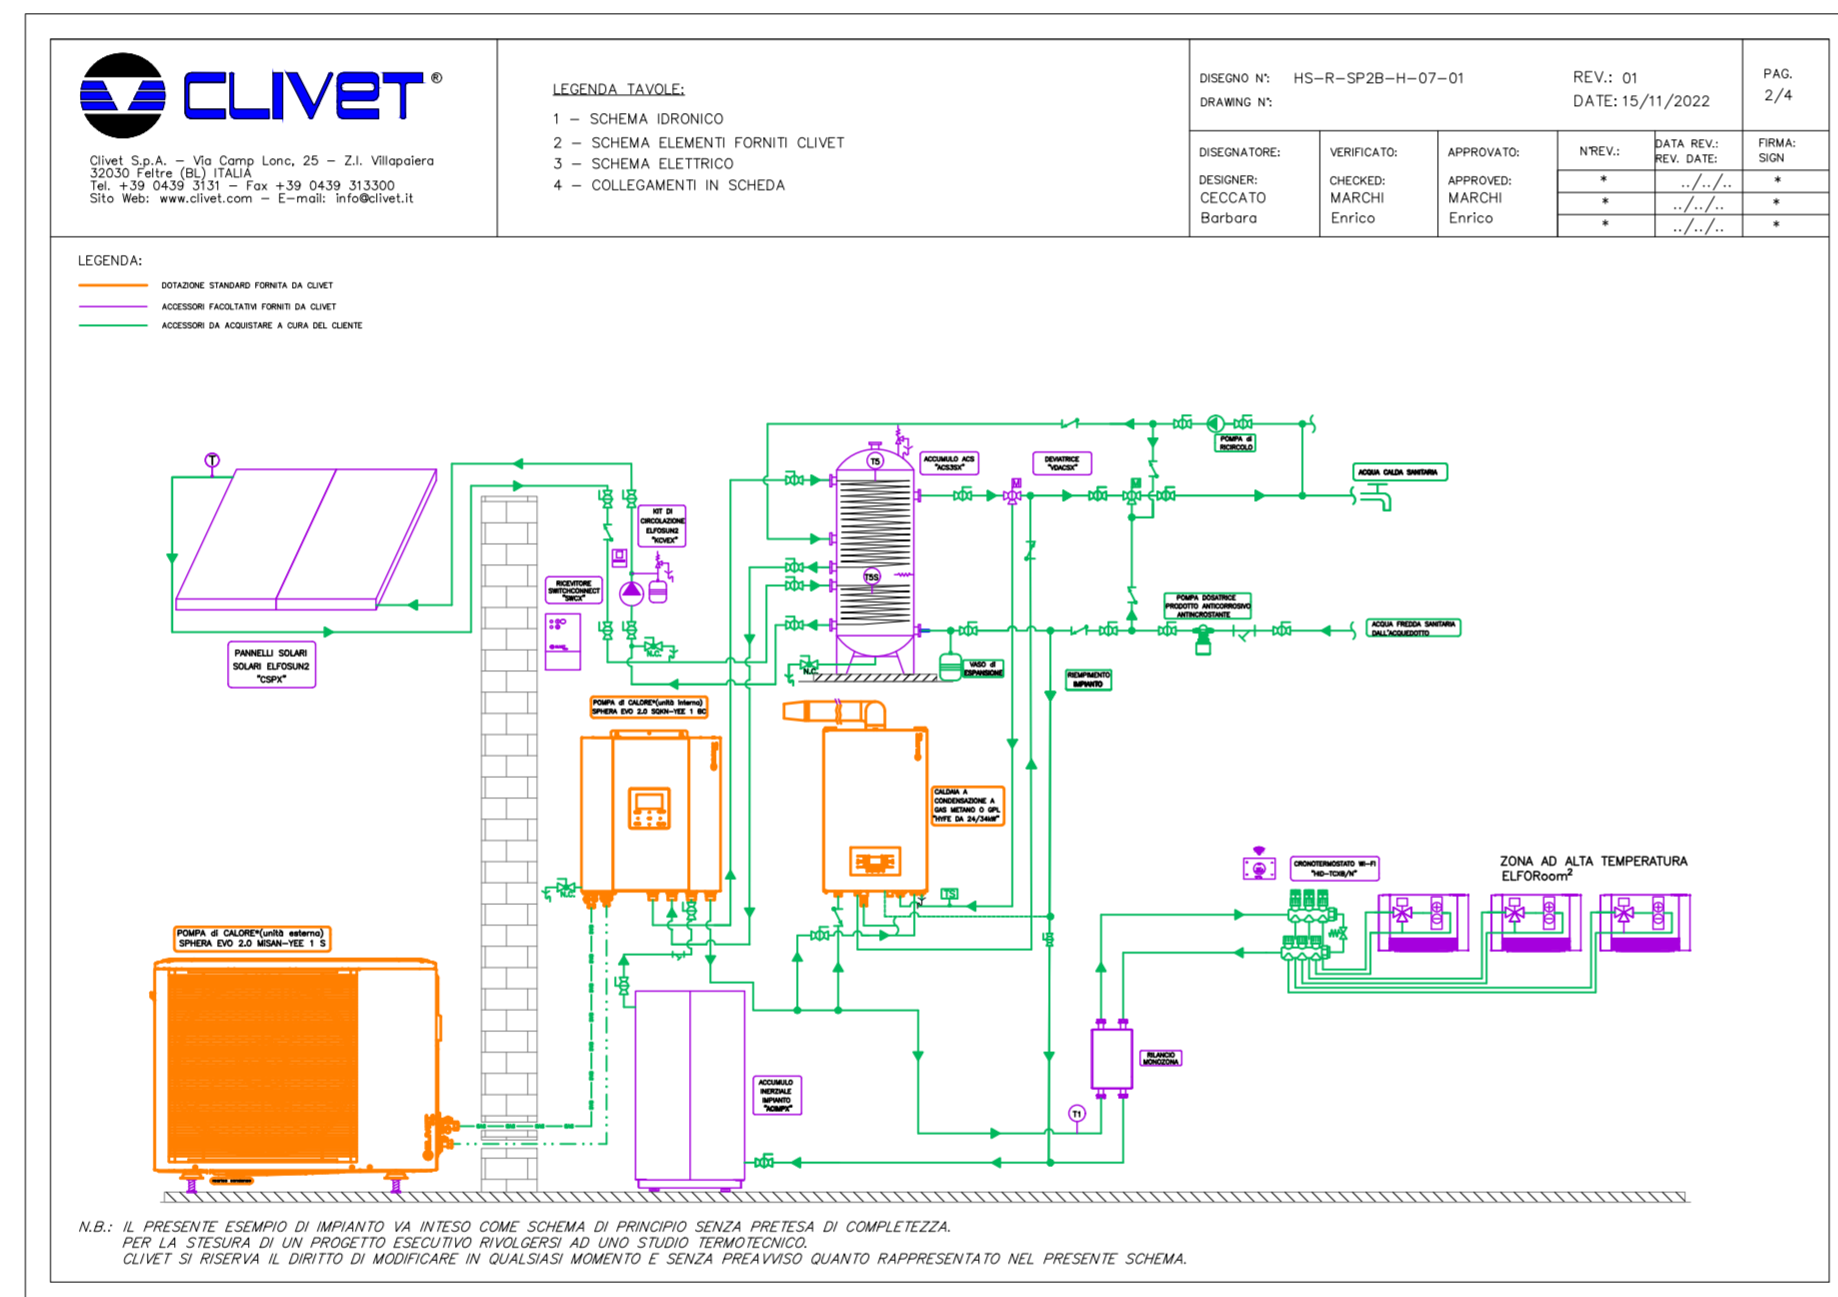 CLIVET®
Clivet S.p.A. – Via Camp Lonc, 25 – Z.I. Villapaiera
32030 Feltre (BL) ITALIA
Tel. +39 0439 3131 – Fax +39 0439 313300
Sito Web: www.clivet.com – E-mail: info@clivet.it
LEGENDA TAVOLE:
1 – SCHEMA IDRONICO
2 – SCHEMA ELEMENTI FORNITI CLIVET
3 – SCHEMA ELETTRICO
4 – COLLEGAMENTI IN SCHEDA
DISEGNO N°: HS-R-SP2B-H-07-01
DRAWING N°:
REV.: 01
DATE: 15/11/2022
PAG.
2/4
DISEGNATORE:
DESIGNER:
CECCATO
Barbara
VERIFICATO:
CHECKED:
MARCHI
Enrico
APPROVATO:
APPROVED:
MARCHI
Enrico
N°REV.:
DATA REV.:
REV. DATE:
FIRMA:
SIGN
* ../../.. *
* ../../.. *
* ../../.. *
LEGENDA:
DOTAZIONE STANDARD FORNITA DA CLIVET
ACCESSORI FACOLTATIVI FORNITI DA CLIVET
ACCESSORI DA ACQUISTARE A CURA DEL CLIENTE
T
PANNELLI SOLARI
SOLARI ELFOSUN2
"CSPX"
KIT DI
CIRCOLAZIONE
ELFOSUN2
"KCVEX"
RICEVITORE
SWITCHCONNECT
"SWCX"
N.C.
T5
T5S
ACCUMULO ACS
"ACS3SX"
DEVIATRICE
"VDACSX"
M
M
POMPA di
RICIRCOLO
ACQUA CALDA SANITARIA
POMPA DOSATRICE
PRODOTTO ANTICORROSIVO
ANTINCROSTANTE
ACQUA FREDDA SANITARIA
DALL'ACQUEDOTTO
N.C.
VASO di
ESPANSIONE
RIEMPIMENTO
IMPIANTO
POMPA di CALORE*(unità interna)
SPHERA EVO 2.0 SQKN-YEE 1 BC
CALDAIA A
CONDENSAZIONE A
GAS METANO O GPL
"HYFE DA 24/34kW"
N.C.
TS
CRONOTERMOSTATO WI-FI
"HID-TCXB/N"
ZONA AD ALTA TEMPERATURA
ELFORoom²
POMPA di CALORE*(unità esterna)
SPHERA EVO 2.0 MISAN-YEE 1 S
ACCUMULO
INERZIALE
IMPIANTO
"ACIMPX"
RILANCIO
MONOZONA
T1
N.B.: IL PRESENTE ESEMPIO DI IMPIANTO VA INTESO COME SCHEMA DI PRINCIPIO SENZA PRETESA DI COMPLETEZZA.
PER LA STESURA DI UN PROGETTO ESECUTIVO RIVOLGERSI AD UNO STUDIO TERMOTECNICO.
CLIVET SI RISERVA IL DIRITTO DI MODIFICARE IN QUALSIASI MOMENTO E SENZA PREAVVISO QUANTO RAPPRESENTATO NEL PRESENTE SCHEMA.